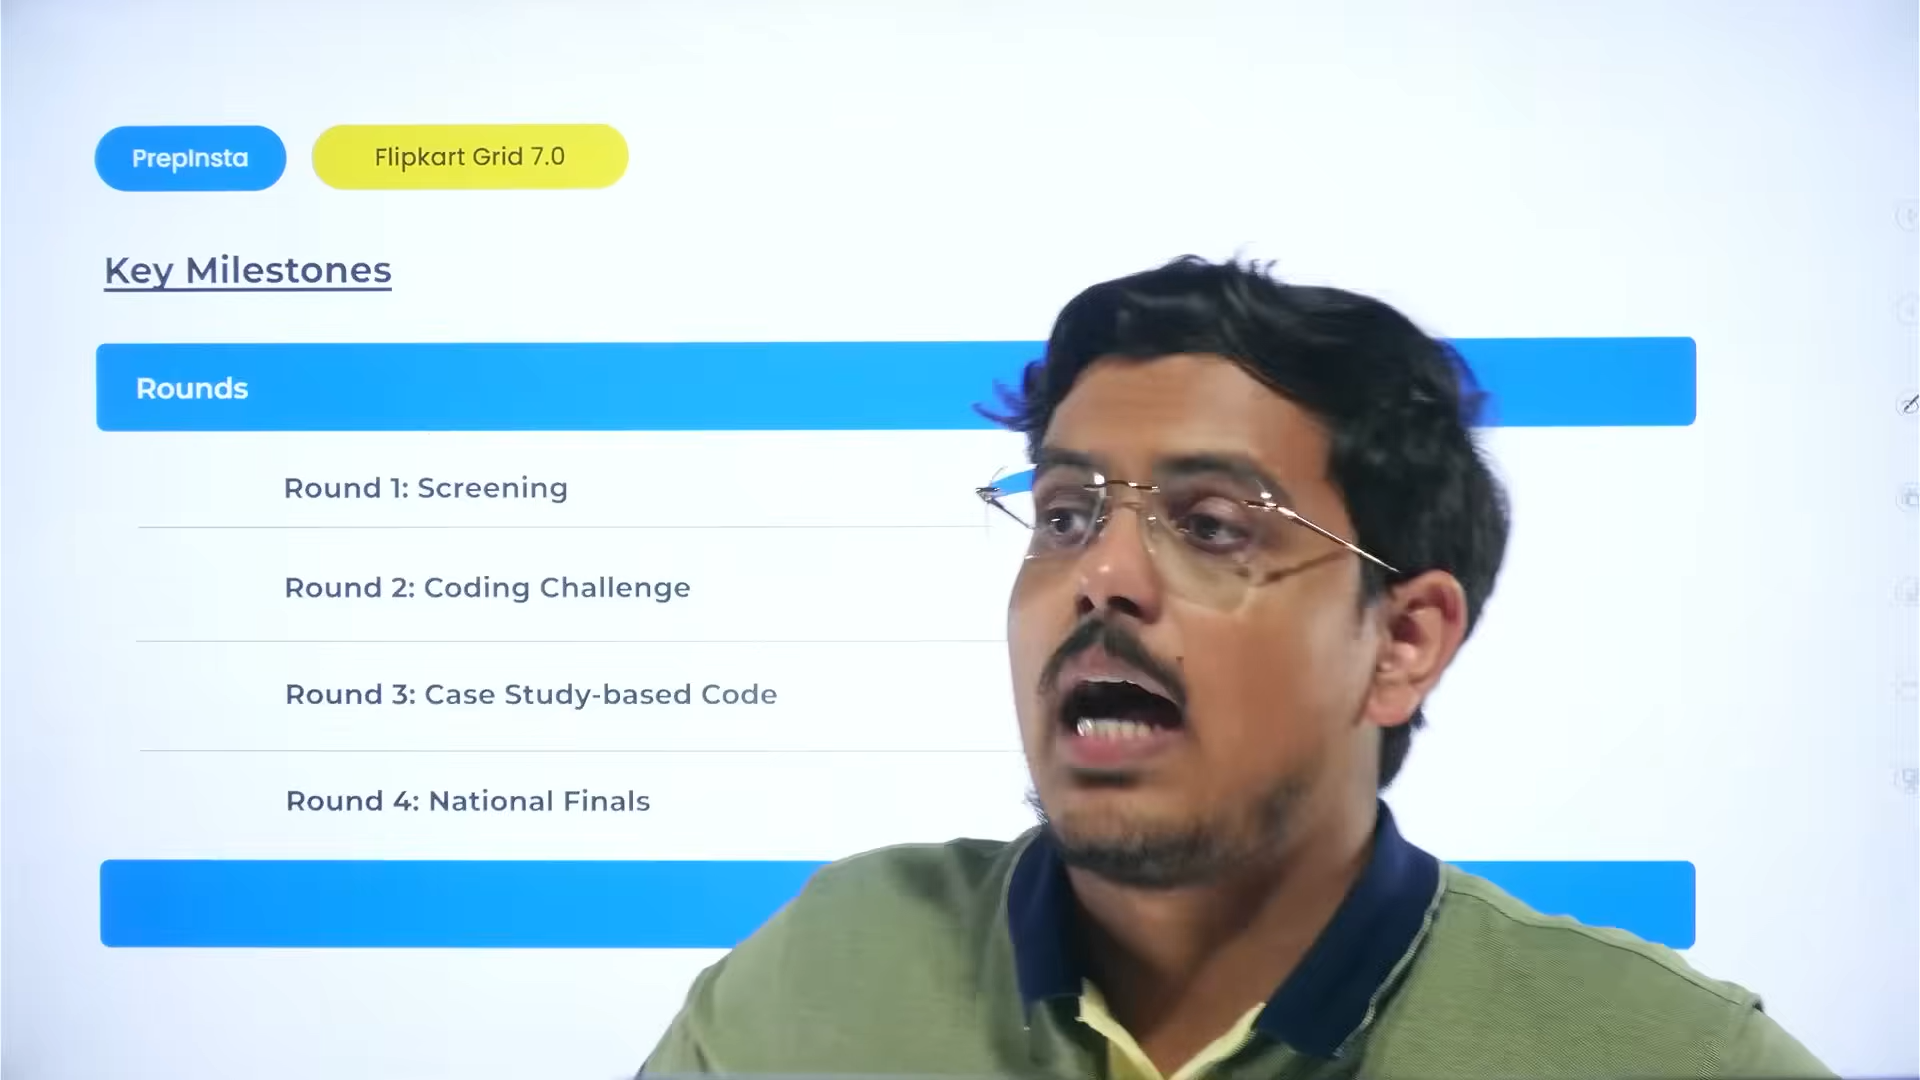 PrepInsta
Flipkart Grid 7.0
Key Milestones
Rounds
Round 1: Screening
Round 2: Coding Challenge
Round 3: Case Study-based Code
Round 4: National Finals